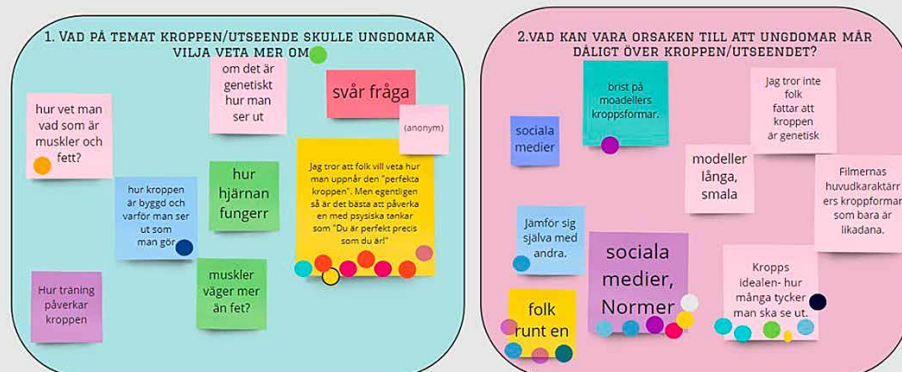 1. VAD PÅ TEMAT KROPPEN/UTSEENDE SKULLE UNGDOMAR
VILJA VETA MER OM
om det är
genetiskt
hur man
ser ut
svår fråga
(anonym)
hur vet man
vad som är
muskler och
fett?
hur kroppen
är byggd och
varför man ser
ut som
man gör
hur
hjärnan
fungerr
Jag tror att folk vill veta hur
man uppnår den "perfekta
kroppen". Men egentligen
så är det bästa att påverka
en med psysiska tankar
som "Du är perfekt precis
som du är!"
Hur träning
påverkar
kroppen
muskler
väger mer
än fet?
2.VAD KAN VARA ORSAKEN TILL ATT UNGDOMAR MÅR
DÅLIGT ÖVER KROPPEN/UTSEENDET?
sociala
medier
brist på
moadellers
kroppsformar.
Jag tror inte
folk
fattar att
kroppen
är genetisk
modeller
långa,
smala
Filmernas
huvudkaraktärr
ers kroppformar
som bara är
likadana.
Jämför sig
själva med
andra.
sociala
medier,
Normer
Kropps
idealen- hur
många tycker
man ska se ut.
folk
runt en